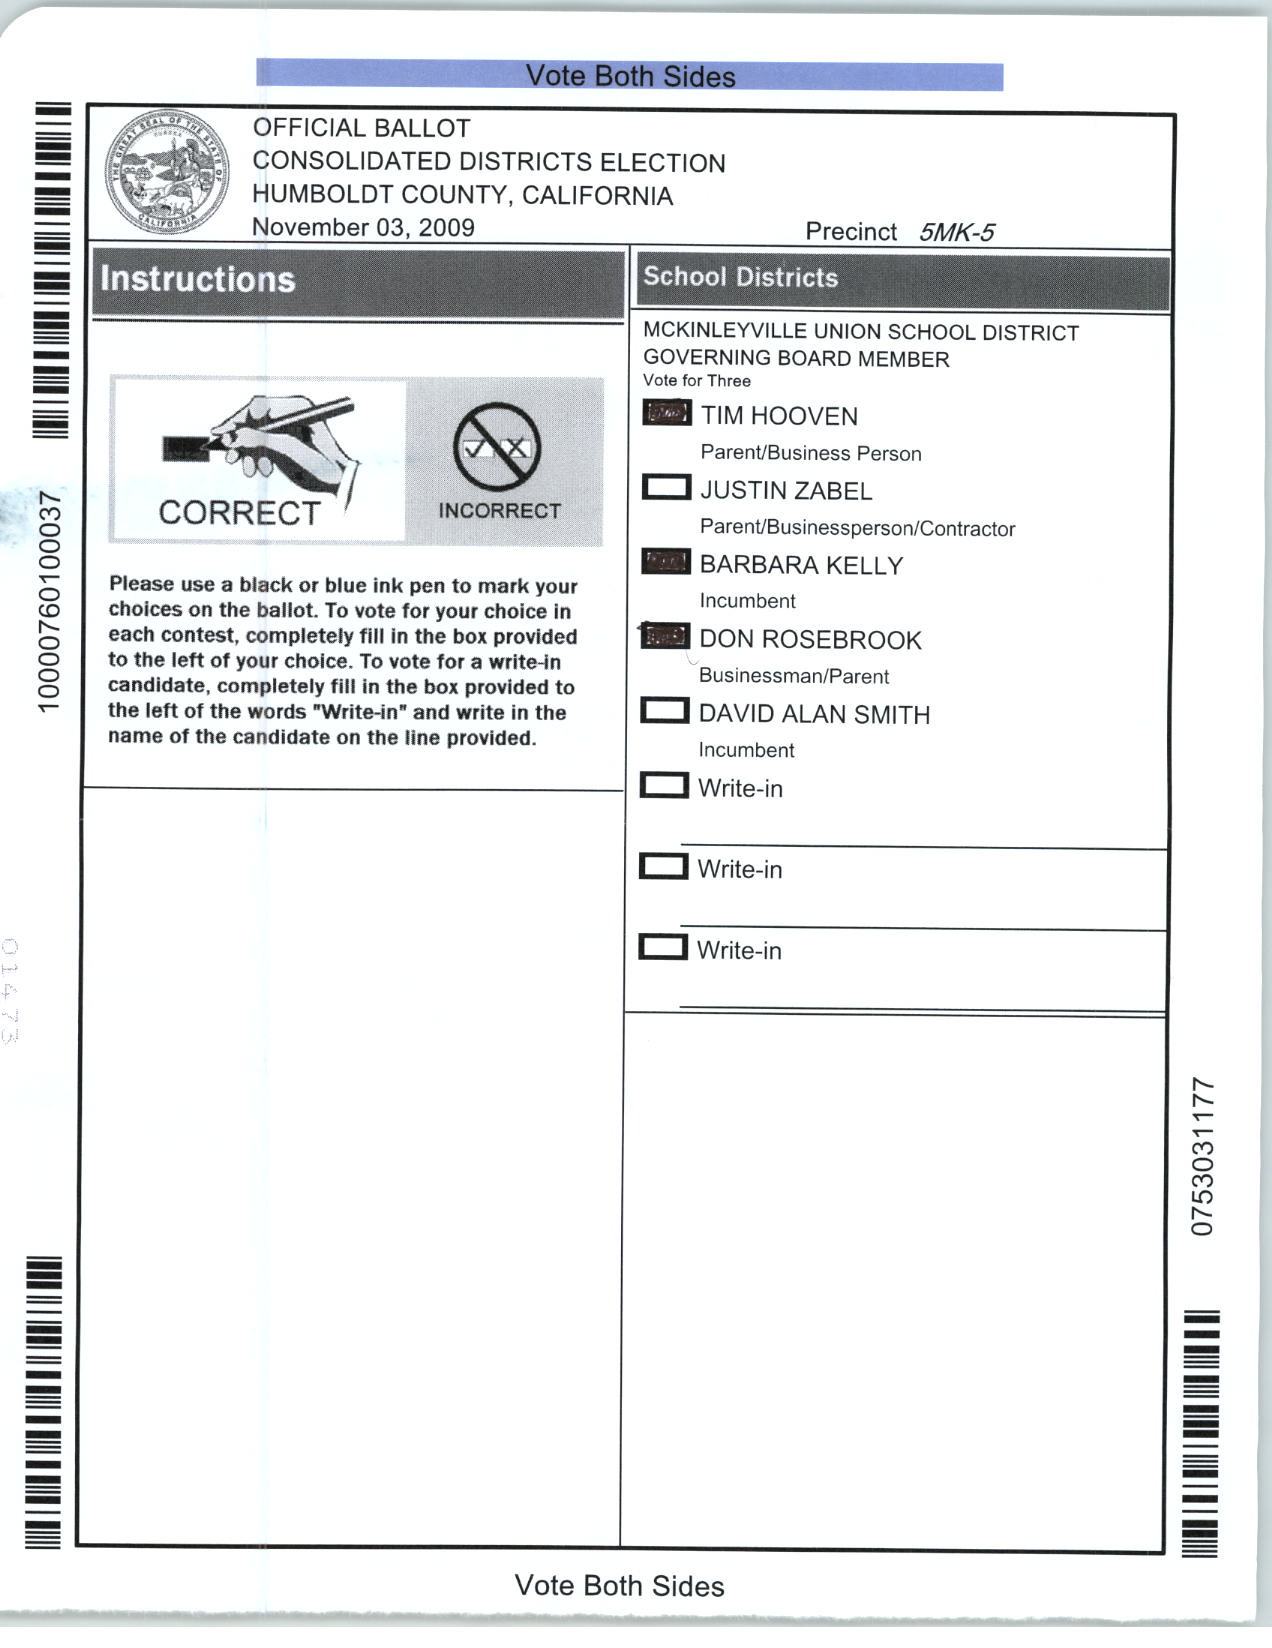 Vote Both Sides
THE GREAT SEAL OF THE STATE OF CALIFORNIA
EUREKA
OFFICIAL BALLOT
CONSOLIDATED DISTRICTS ELECTION
HUMBOLDT COUNTY, CALIFORNIA
November 03, 2009
Precinct 5MK-5
Instructions
CORRECT
INCORRECT
Please use a black or blue ink pen to mark your
choices on the ballot. To vote for your choice in
each contest, completely fill in the box provided
to the left of your choice. To vote for a write-in
candidate, completely fill in the box provided to
the left of the words "Write-in" and write in the
name of the candidate on the line provided.
School Districts
MCKINLEYVILLE UNION SCHOOL DISTRICT
GOVERNING BOARD MEMBER
Vote for Three
TIM HOOVEN
Parent/Business Person
JUSTIN ZABEL
Parent/Businessperson/Contractor
BARBARA KELLY
Incumbent
DON ROSEBROOK
Businessman/Parent
DAVID ALAN SMITH
Incumbent
Write-in
Write-in
Write-in
10000760100037
01473
0753031177
Vote Both Sides